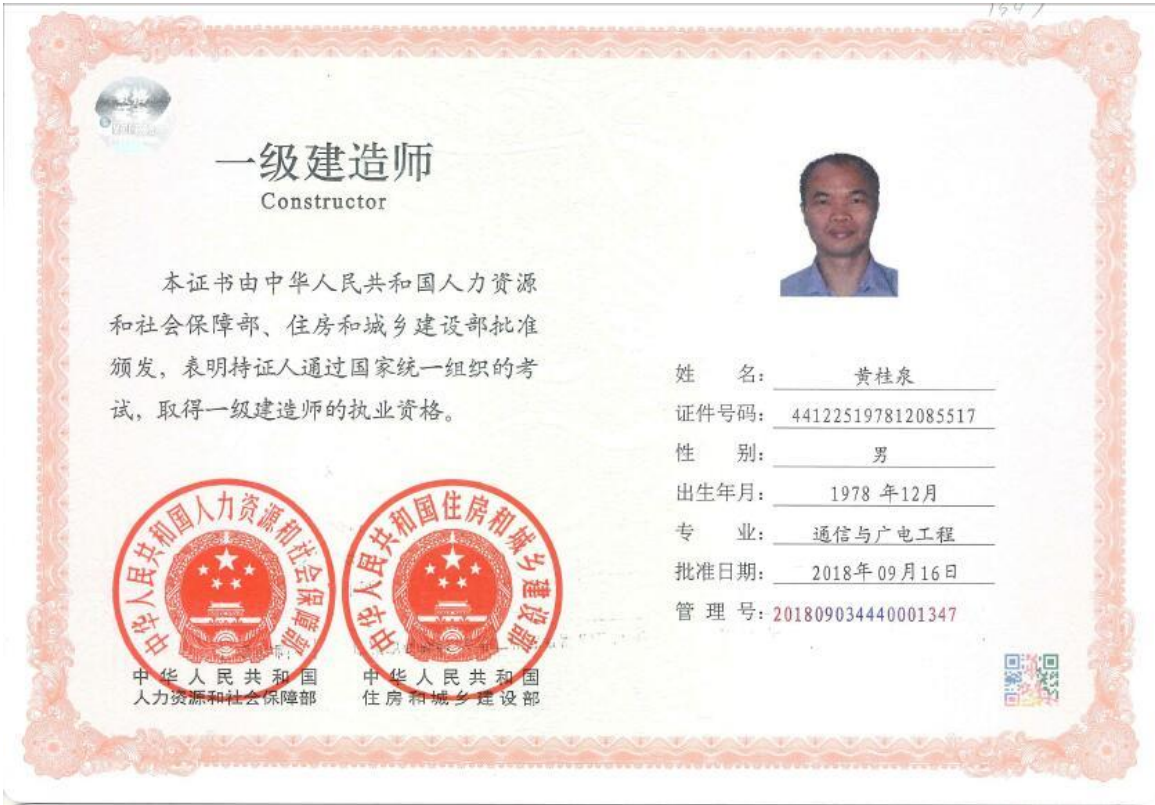 一级建造师
Constructor
本证书由中华人民共和国人力资源
和社会保障部、住房和城乡建设部批准
颁发，表明持证人通过国家统一组织的考
试，取得一级建造师的执业资格。
中华人民共和国人力资源和社会保障部
中华人民共和国住房和城乡建设部
中华人民共和国
人力资源和社会保障部
中华人民共和国
住房和城乡建设部
姓 名： 黄桂泉
证件号码： 441225197812085517
性 别： 男
出生年月： 1978 年12月
专 业： 通信与广电工程
批准日期： 2018年09月16日
管 理 号：201809034440001347